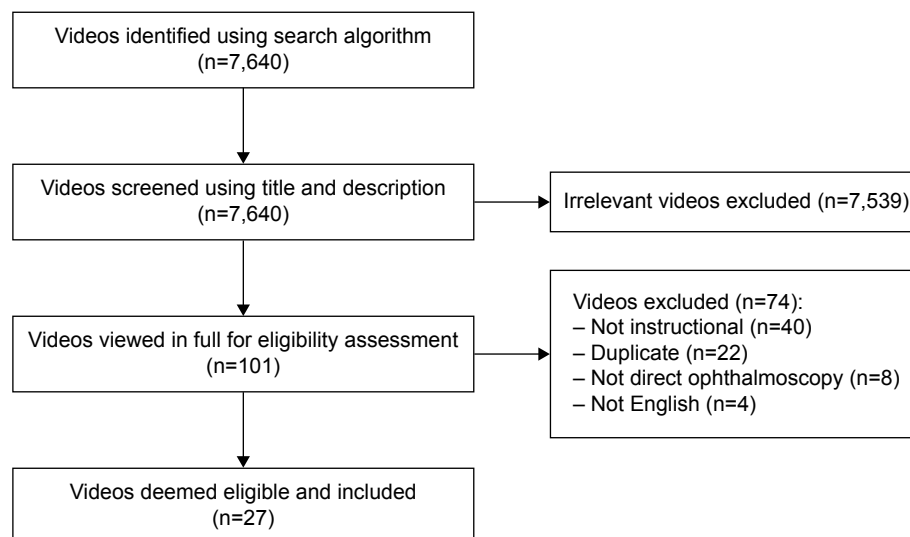 Videos identified using search algorithm
(n=7,640)
Videos screened using title and description
(n=7,640)
Irrelevant videos excluded (n=7,539)
Videos viewed in full for eligibility assessment
(n=101)
Videos excluded (n=74):
– Not instructional (n=40)
– Duplicate (n=22)
– Not direct ophthalmoscopy (n=8)
– Not English (n=4)
Videos deemed eligible and included
(n=27)